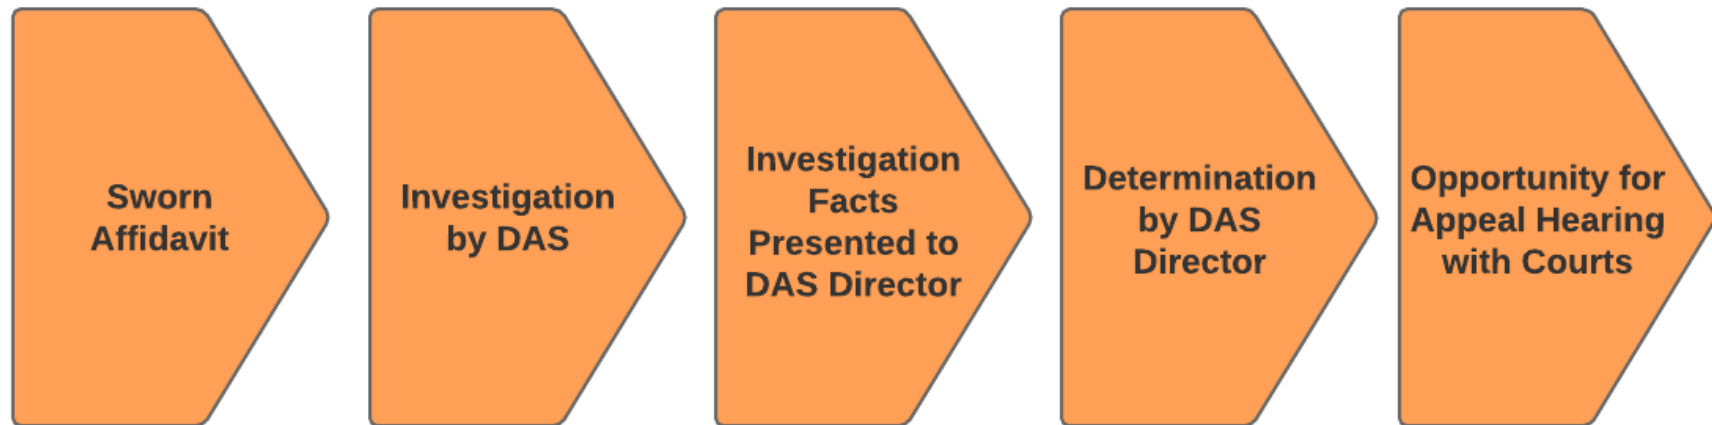 Sworn
Affidavit
Investigation
by DAS
Investigation
Facts
Presented to
DAS Director
Determination
by DAS
Director
Opportunity for
Appeal Hearing
with Courts